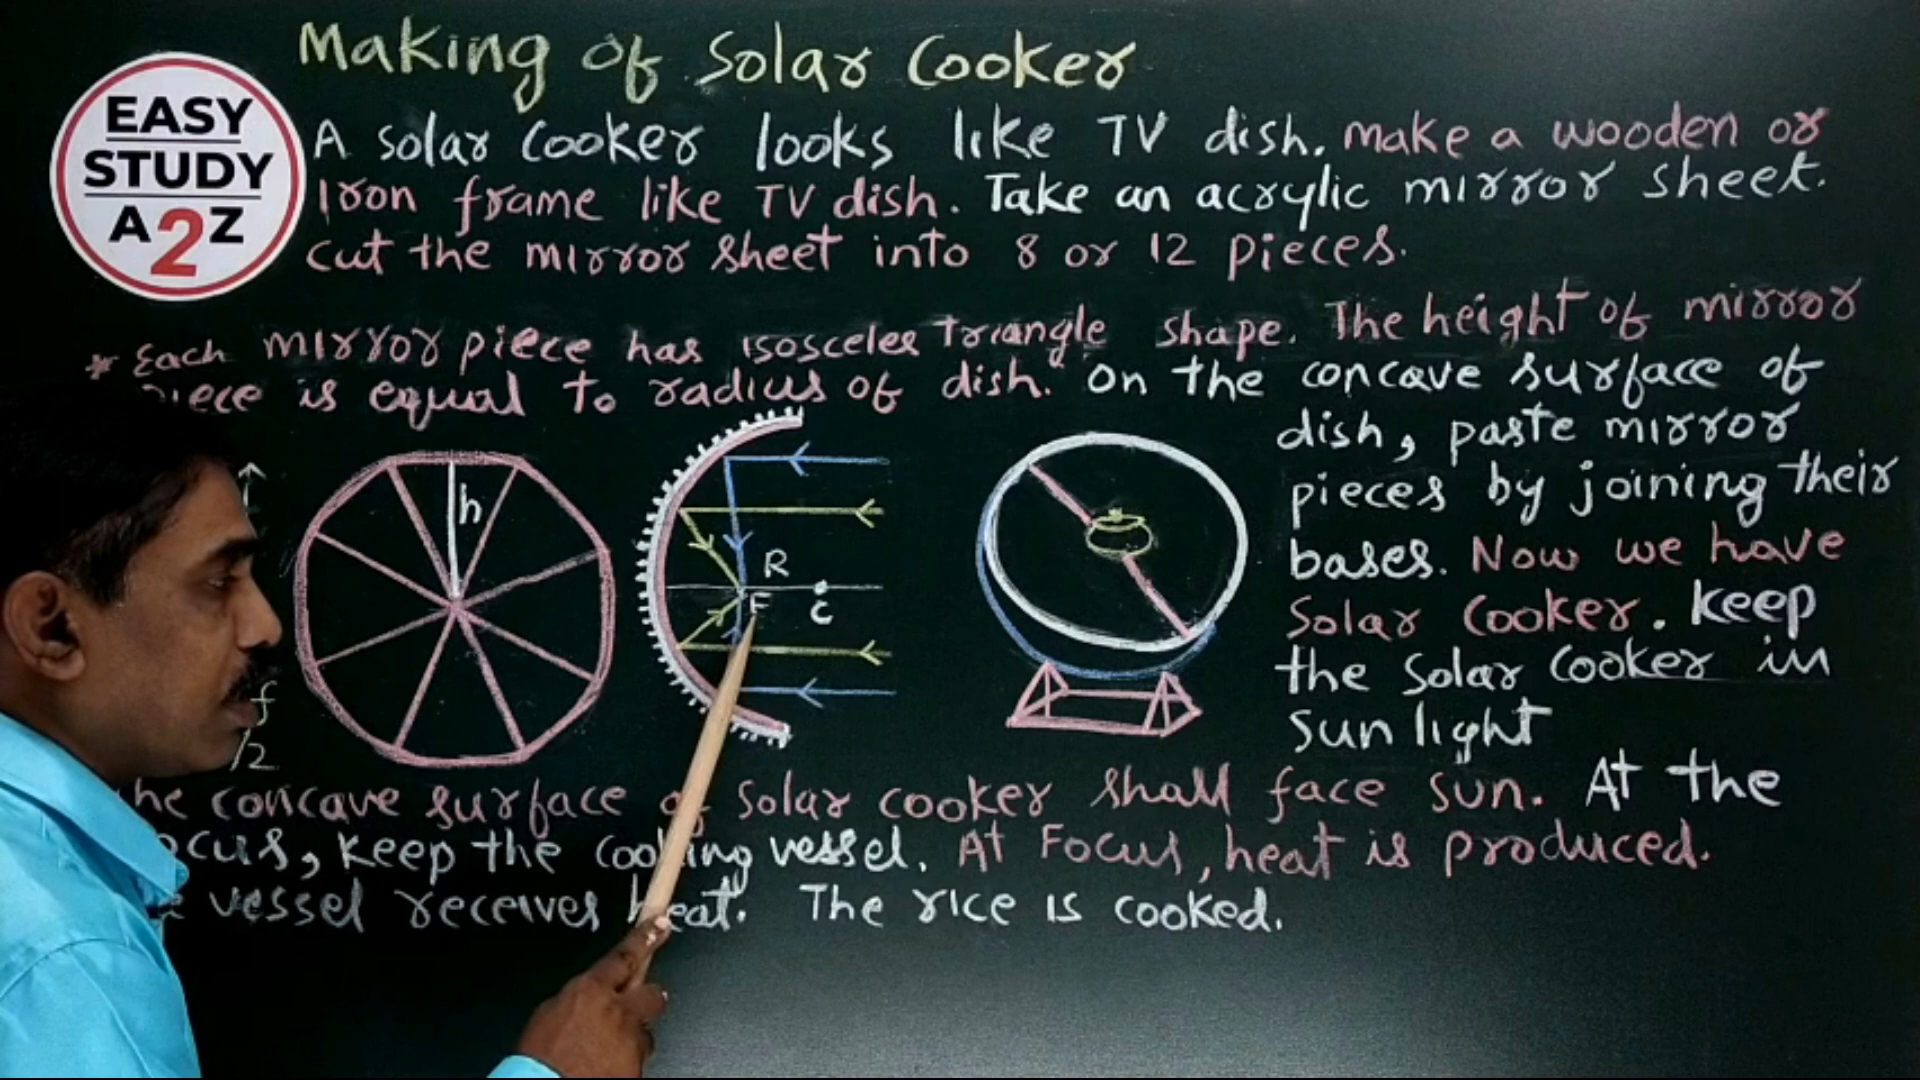 Making of Solar Cooker
EASY
STUDY
A2Z
A solar cooker looks like TV dish. Make a wooden or
Iron frame like TV dish. Take an acrylic mirror sheet.
cut the mirror sheet into 8 or 12 pieces.
* Each mirror piece has isosceles triangle shape. The height of mirror
piece is equal to radius of dish. On the concave surface of
dish, paste mirror
pieces by joining their
bases. Now we have
Solar Cooker. Keep
the Solar Cooker in
sun light
h
R
F
C
f
/2
he concave surface of Solar cooker shall face sun. At the
ocus, keep the cooking vessel. At Focus, heat is produced.
vessel receives heat. The rice is cooked.